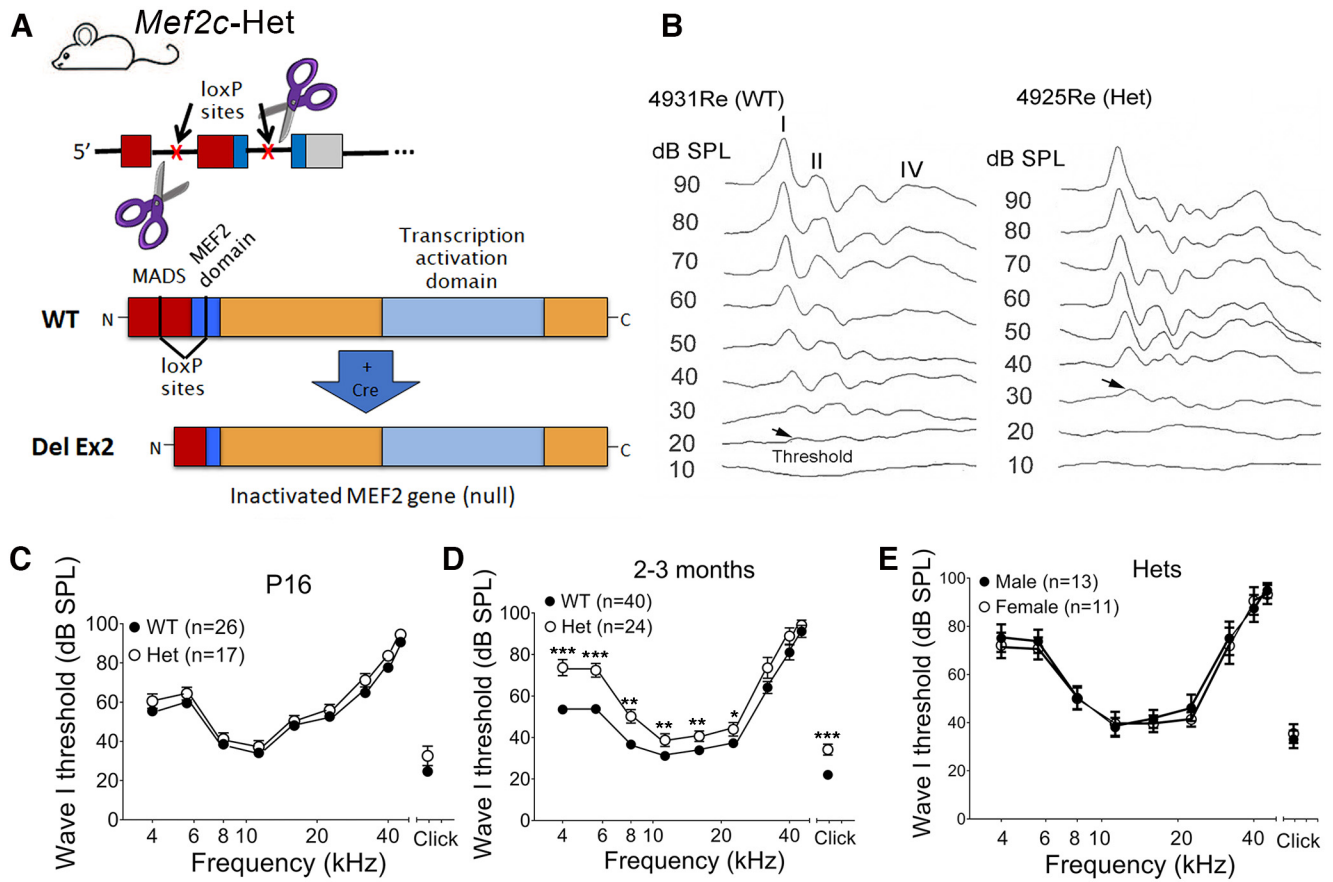 A
Mef2c-Het
loxP
sites
5’
X
X
...
MADS
MEF2
domain
Transcription
activation
domain
WT
N
C
loxP
sites
+
Cre
Del Ex2
N
C
Inactivated MEF2 gene (null)
B
4931Re (WT)
I
II
IV
dB SPL
90
80
70
60
50
40
30
20
10
Threshold
4925Re (Het)
dB SPL
90
80
70
60
50
40
30
20
10
C
P16
Wave I threshold (dB SPL)
WT (n=26)
Het (n=17)
100
80
60
40
20
0
4 6 8 10 20 40 Click
Frequency (kHz)
D
2-3 months
Wave I threshold (dB SPL)
WT (n=40)
Het (n=24)
100
80
60
40
20
0
*** *** ** ** ** * ***
4 6 8 10 20 40 Click
Frequency (kHz)
E
Hets
Wave I threshold (dB SPL)
Male (n=13)
Female (n=11)
100
80
60
40
20
0
4 6 8 10 20 40 Click
Frequency (kHz)